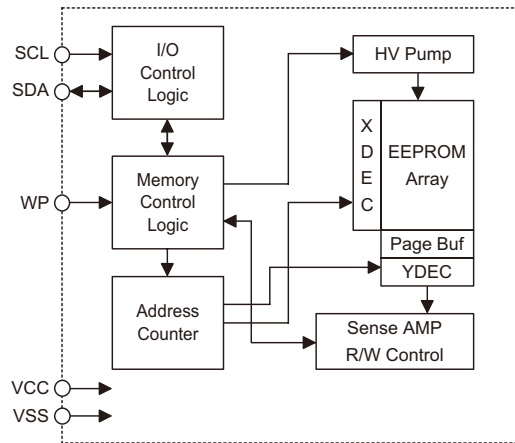 SCL
SDA
WP
VCC
VSS
I/O
Control
Logic
Memory
Control
Logic
Address
Counter
HV Pump
X
D
E
C
EEPROM
Array
Page Buf
YDEC
Sense AMP
R/W Control